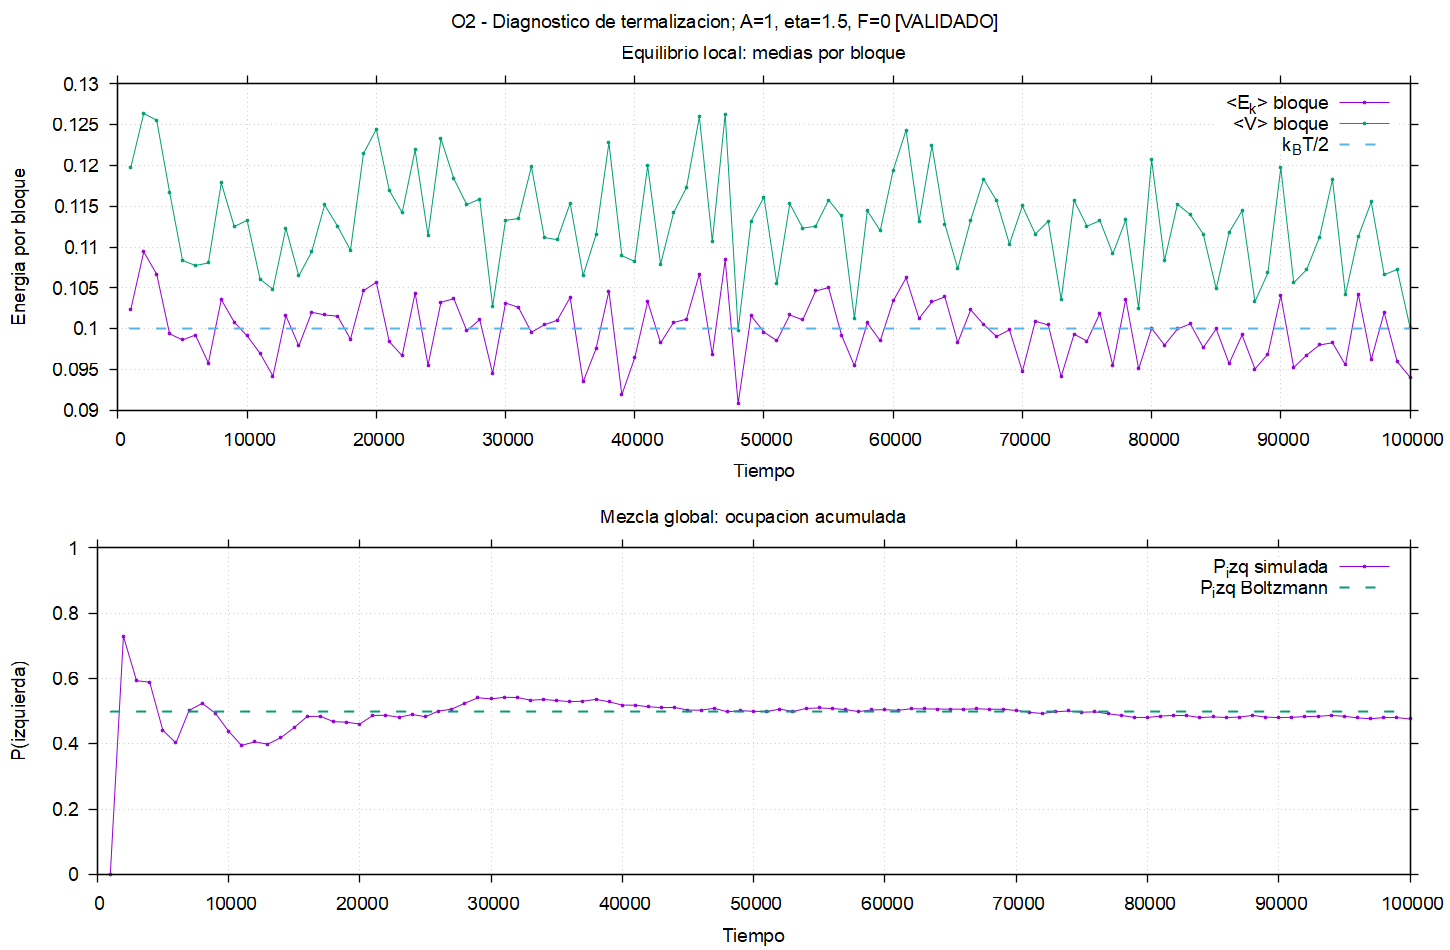 O2 - Diagnostico de termalizacion; A=1, eta=1.5, F=0 [VALIDADO]
Equilibrio local: medias por bloque
<E_k> bloque
<V> bloque
k_BT/2
Energia por bloque
0.13
0.125
0.12
0.115
0.11
0.105
0.1
0.095
0.09
0 10000 20000 30000 40000 50000 60000 70000 80000 90000 100000
Tiempo
Mezcla global: ocupacion acumulada
P_izq simulada
P_izq Boltzmann
P(izquierda)
1
0.8
0.6
0.4
0.2
0
0 10000 20000 30000 40000 50000 60000 70000 80000 90000 100000
Tiempo